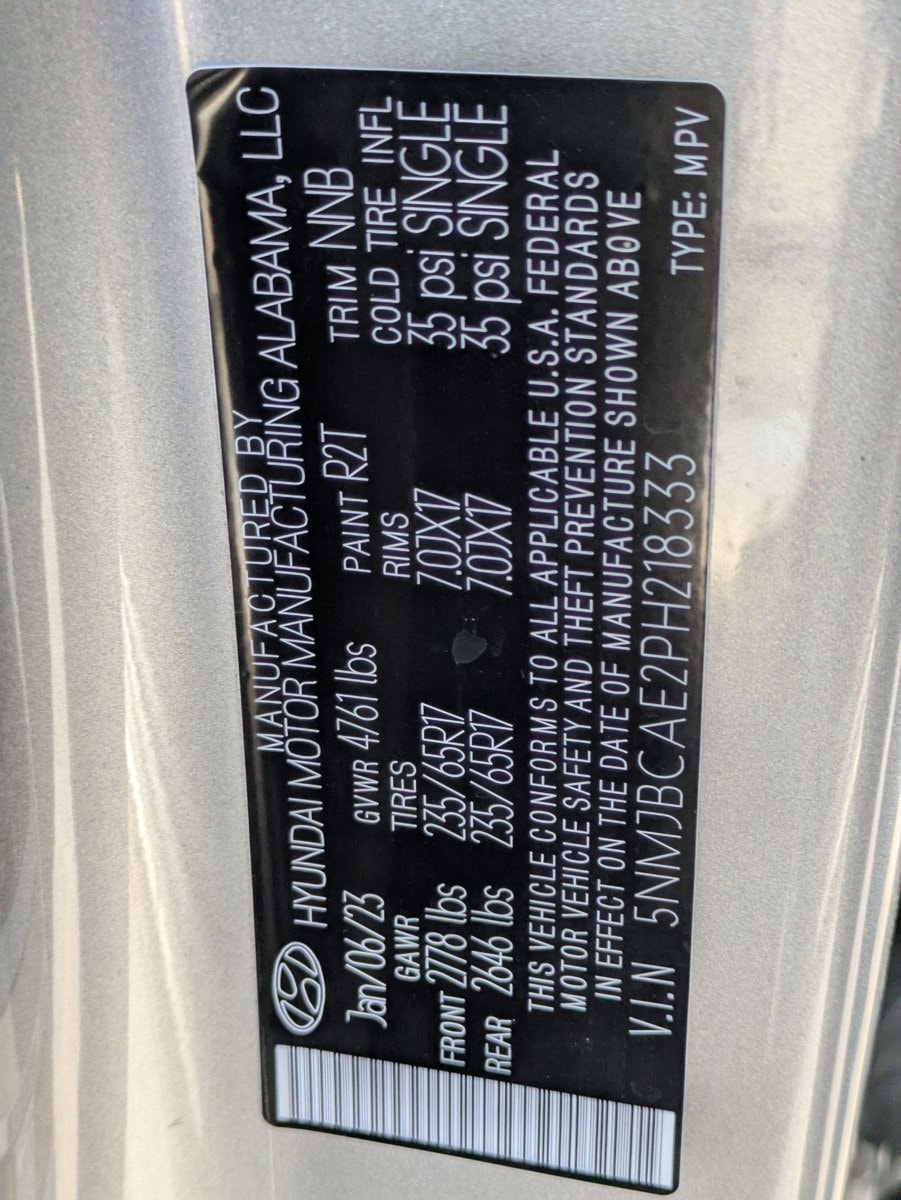 MANUFACTURED BY
HYUNDAI MOTOR MANUFACTURING ALABAMA, LLC
Jan/06/23 GVWR 4761 lbs PAINT R2T TRIM NNB
GAWR TIRES RIMS COLD TIRE INFL
FRONT 2778 lbs 235/65R17 7.0JX17 35 psi SINGLE
REAR 2646 lbs 235/65R17 7.0JX17 35 psi SINGLE
THIS VEHICLE CONFORMS TO ALL APPLICABLE U.S.A. FEDERAL
MOTOR VEHICLE SAFETY AND THEFT PREVENTION STANDARDS
IN EFFECT ON THE DATE OF MANUFACTURE SHOWN ABOVE
V.I.N 5NMJBCAE2PH218333 TYPE: MPV